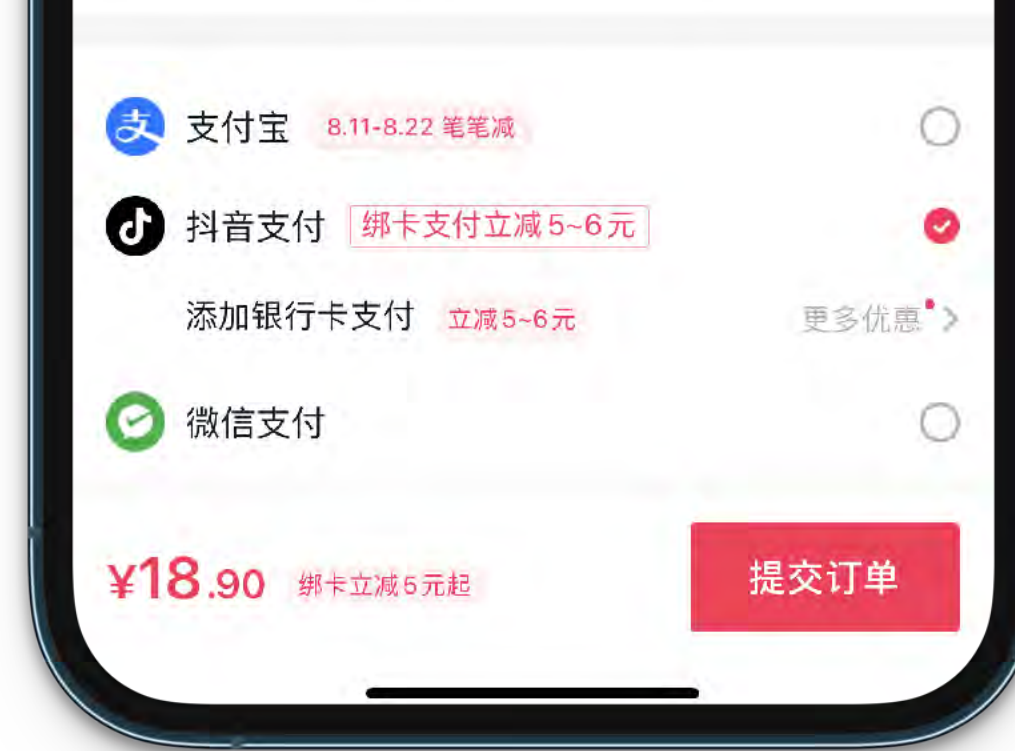 支付宝 8.11-8.22 笔笔减
抖音支付 绑卡支付立减5~6元
添加银行卡支付 立减5~6元 更多优惠
微信支付
¥18.90 绑卡立减5元起 提交订单